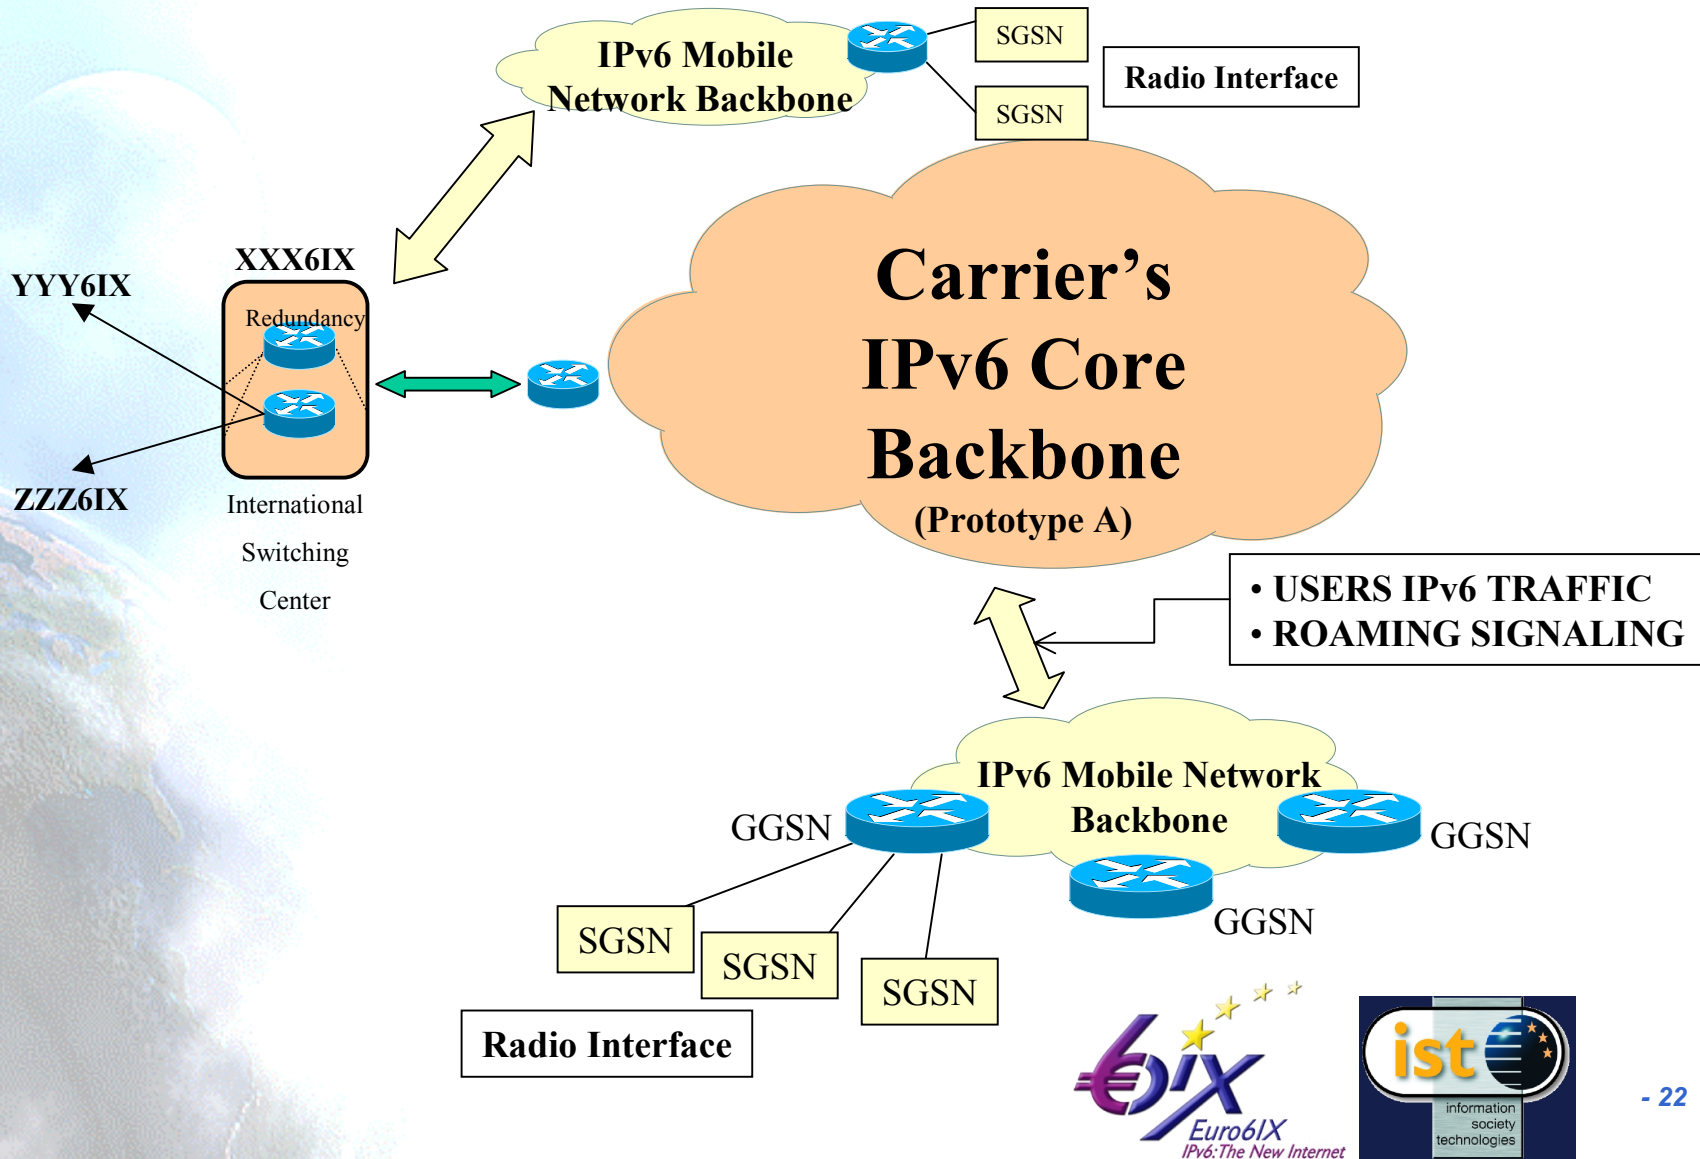 IPv6 Mobile
Network Backbone
SGSN
SGSN
Radio Interface
XXX6IX
YYY6IX
ZZZ6IX
Redundancy
International
Switching
Center
Carrier’s
IPv6 Core
Backbone
(Prototype A)
• USERS IPv6 TRAFFIC
• ROAMING SIGNALING
IPv6 Mobile Network
Backbone
GGSN
GGSN
GGSN
SGSN
SGSN
SGSN
Radio Interface
6IX
Euro6IX
IPv6:The New Internet
ist
information
society
technologies
- 22